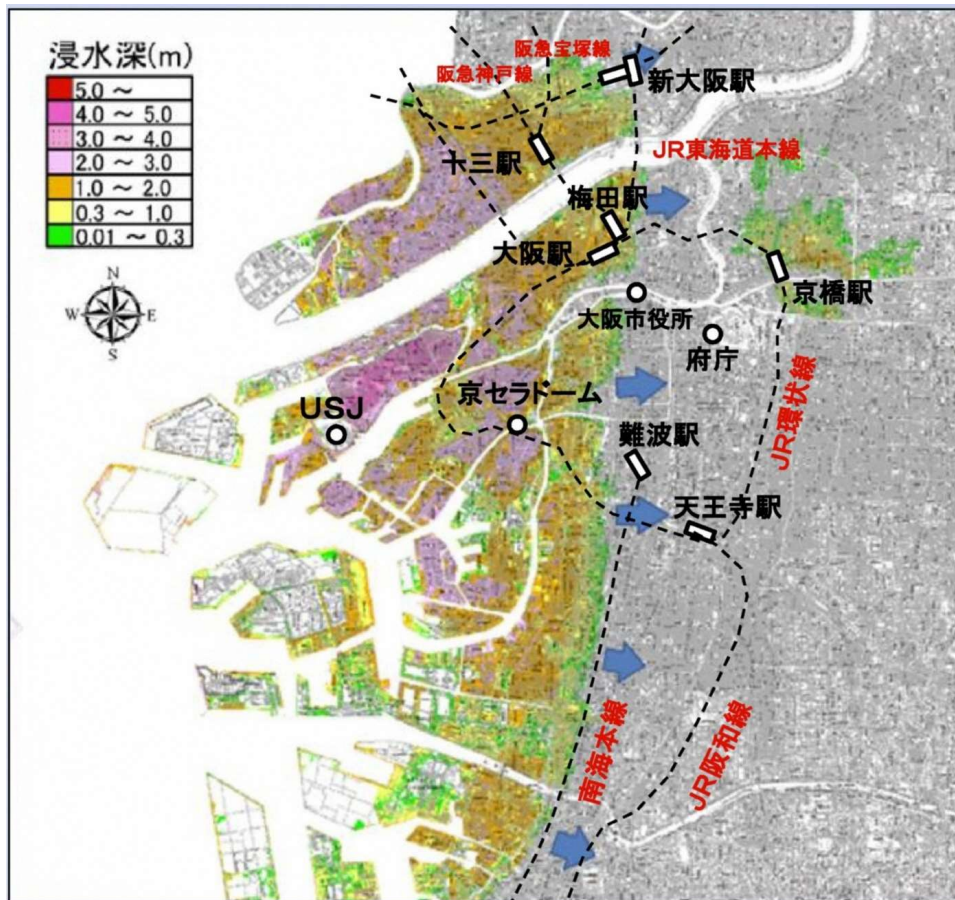 浸水深(m)
5.0 ～
4.0 ～ 5.0
3.0 ～ 4.0
2.0 ～ 3.0
1.0 ～ 2.0
0.3 ～ 1.0
0.01 ～ 0.3
N
W E
S
阪急宝塚線
阪急神戸線
新大阪駅
十三駅
JR東海道本線
梅田駅
大阪駅
京橋駅
大阪市役所
府庁
京セラドーム
USJ
JR環状線
難波駅
天王寺駅
南海本線
JR阪和線